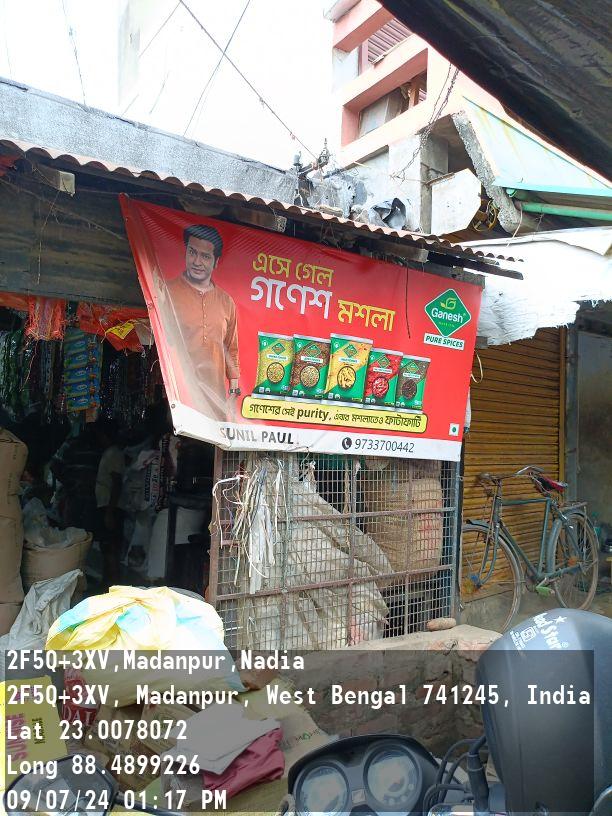 এসে গেল
গণেশ মশলা
Ganesh
PURE SPICES
গণেশের সেই purity, এবার মশলাতেও ফাটাফাটি
SUNIL PAUL
9733700442
2F5Q+3XV,Madanpur,Nadia
2F5Q+3XV, Madanpur, West Bengal 741245, India
Lat 23.0078072
Long 88.4899226
09/07/24 01:17 PM